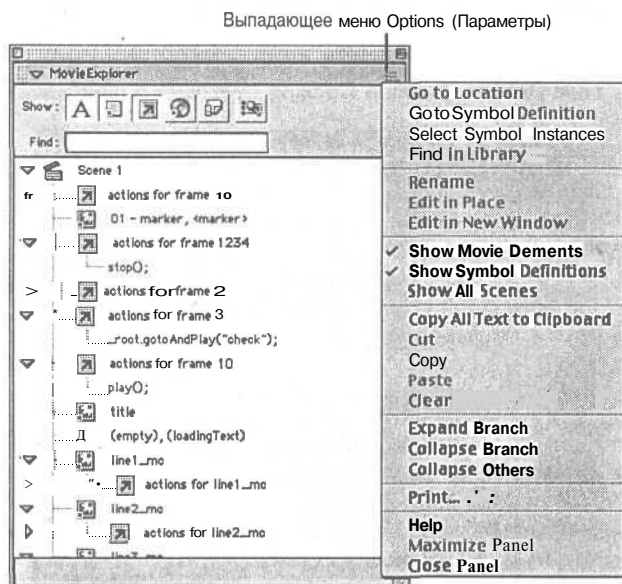 Выпадающее меню Options (Параметры)
MovieExplorer
Show:
Find:
Scene 1
fr actions for frame 10
01 - marker, <marker>
actions for frame 1234
stop();
> actions for frame 2
actions for frame 3
_root.gotoAndPlay("check");
actions for frame 10
play();
title
Д (empty), (loadingText)
line1_mc
> actions for line1_mc
line2_mc
actions for line2_mc
line3_mc
Go to Location
Go to Symbol Definition
Select Symbol Instances
Find in Library
Rename
Edit in Place
Edit in New Window
✓ Show Movie Dements
✓ Show Symbol Definitions
Show All Scenes
Copy All Text to Clipboard
Cut
Copy
Paste
Clear
Expand Branch
Collapse Branch
Collapse Others
Print...
Help
Maximize Panel
Close Panel